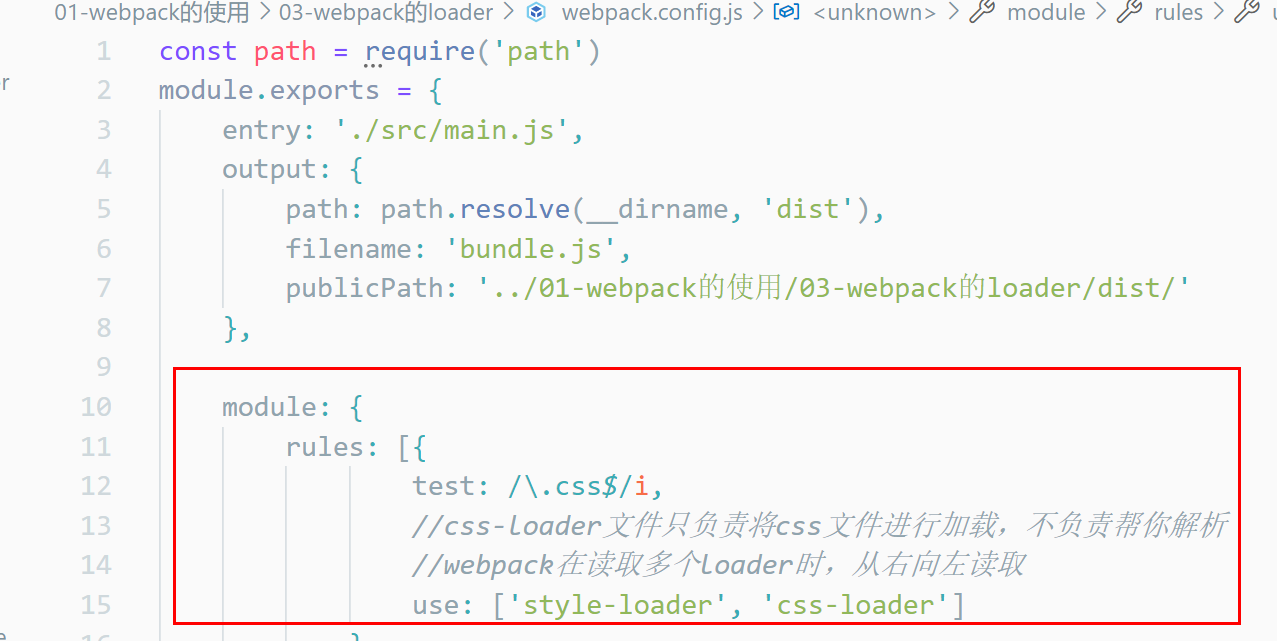 01-webpack的使用 > 03-webpack的loader > webpack.config.js > <unknown> > module > rules >
1 const path = require('path')
2 module.exports = {
3 entry: './src/main.js',
4 output: {
5 path: path.resolve(__dirname, 'dist'),
6 filename: 'bundle.js',
7 publicPath: '../01-webpack的使用/03-webpack的loader/dist/'
8 },
9
10 module: {
11 rules: [{
12 test: /\.css$/i,
13 //css-loader文件只负责将css文件进行加载，不负责帮你解析
14 //webpack在读取多个loader时，从右向左读取
15 use: ['style-loader', 'css-loader']
16 }